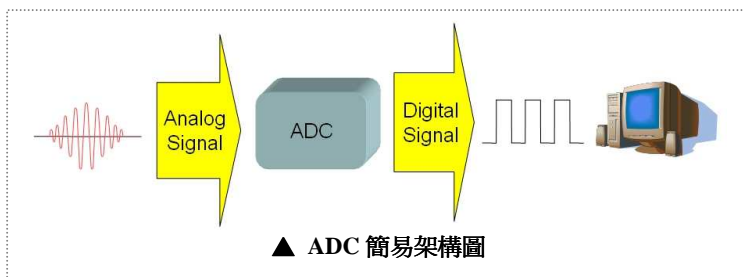 Analog
Signal
ADC
Digital
Signal
▲ ADC 簡易架構圖